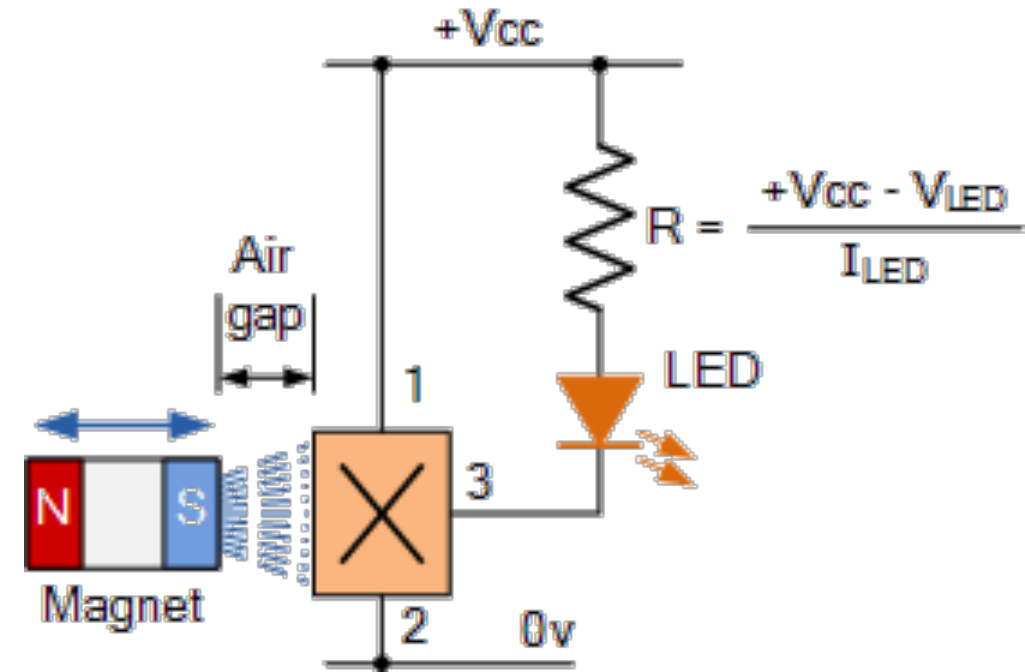 +Vcc
R = +Vcc - VLED
ILED
Air
gap
LED
1
3
N
S
Magnet
2
0v